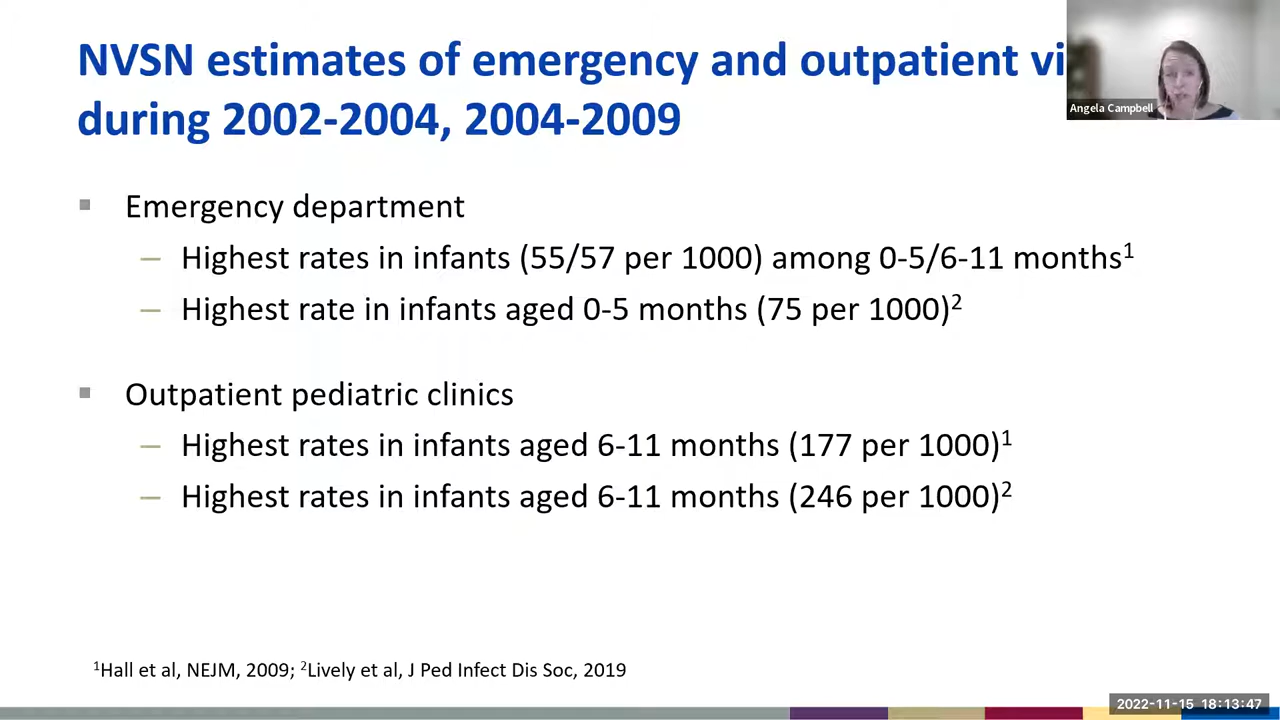 NVSN estimates of emergency and outpatient vi
during 2002-2004, 2004-2009
Angela Campbell
▪ Emergency department
– Highest rates in infants (55/57 per 1000) among 0-5/6-11 months¹
– Highest rate in infants aged 0-5 months (75 per 1000)²
▪ Outpatient pediatric clinics
– Highest rates in infants aged 6-11 months (177 per 1000)¹
– Highest rates in infants aged 6-11 months (246 per 1000)²
¹Hall et al, NEJM, 2009; ²Lively et al, J Ped Infect Dis Soc, 2019
2022-11-15 18:13:47